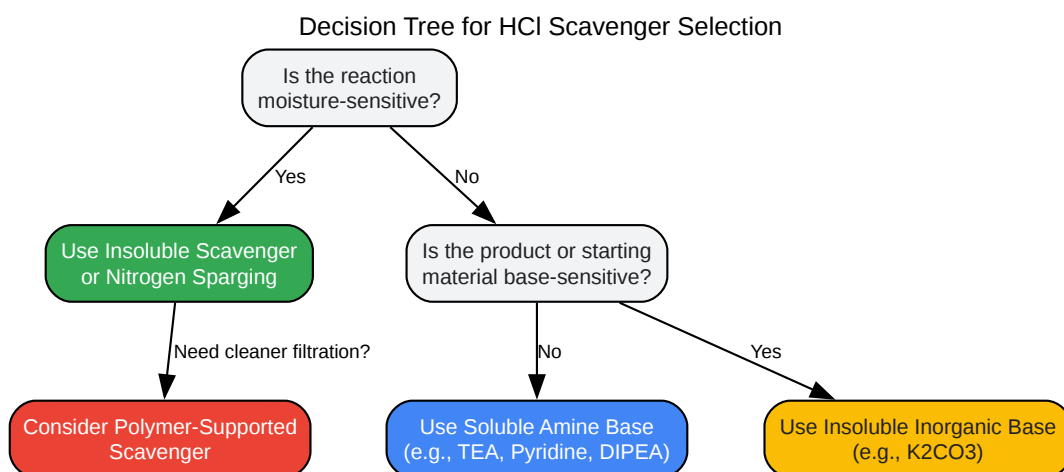 Decision Tree for HCl Scavenger Selection
Is the reaction
moisture-sensitive?
Yes
No
Use Insoluble Scavenger
or Nitrogen Sparging
Is the product or starting
material base-sensitive?
Need cleaner filtration?
No
Yes
Consider Polymer-Supported
Scavenger
Use Soluble Amine Base
(e.g., TEA, Pyridine, DIPEA)
Use Insoluble Inorganic Base
(e.g., K2CO3)